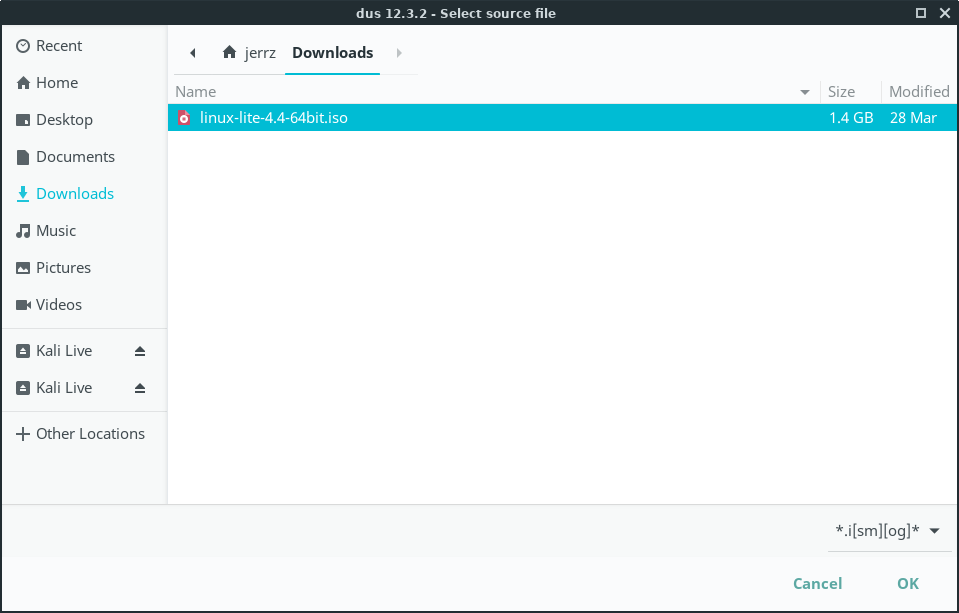 dus 12.3.2 - Select source file
Recent
Home
Desktop
Documents
Downloads
Music
Pictures
Videos
Kali Live
Kali Live
Other Locations
jerrz Downloads
Name Size Modified
linux-lite-4.4-64bit.iso 1.4 GB 28 Mar
*.i[sm][og]*
Cancel OK